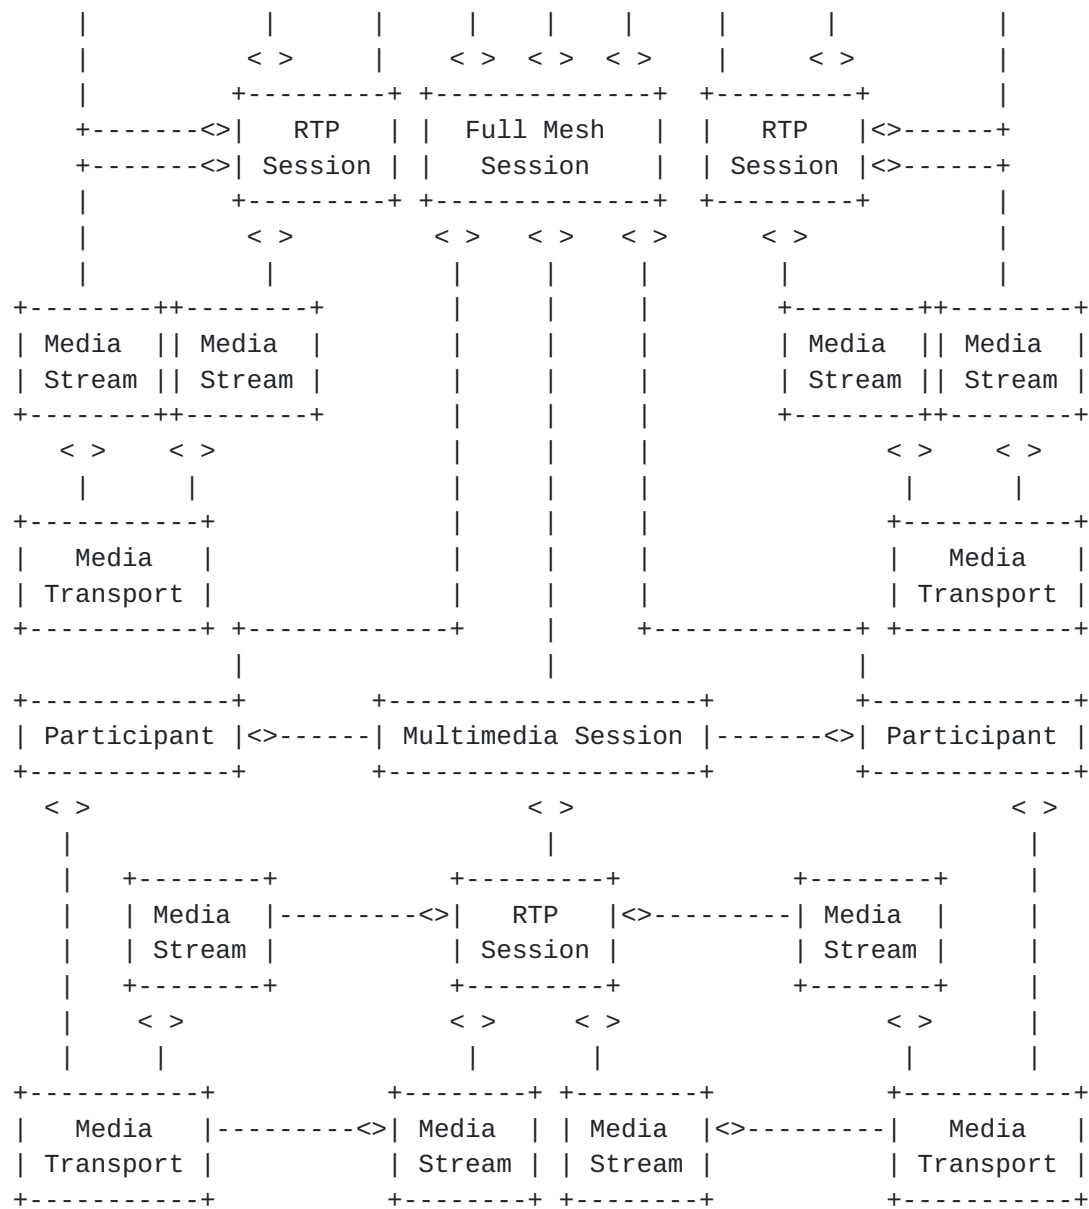 |           |      |     |    |    |     |      |          |
|          < >     |    < >  < >  < >    |     < >         |
|         +---------+ +--------------+  +---------+        |
+-------<>|   RTP   | |  Full Mesh   |  |   RTP   |<>------+
+-------<>| Session | |   Session    |  | Session |<>------+
|         +---------+ +--------------+  +---------+        |
|          < >         < >  < >  < >      < >              |
|           |           |     |     |        |             |
+--------++--------+        |     |     |        +--------++--------+
| Media  || Media  |        |     |     |        | Media  || Media  |
| Stream || Stream |        |     |     |        | Stream || Stream |
+--------++--------+        |     |     |        +--------++--------+
   < >    < >               |     |     |               < >    < >
    |      |                |     |     |                |      |
+-----------+               |     |     |               +-----------+
|   Media   |               |     |     |               |   Media   |
| Transport |               |     |     |               | Transport |
+-----------+ +-------------+     |     +-------------+ +-----------+
              |                   |                   |
+-------------+        +--------------------+         +-------------+
| Participant |<>------| Multimedia Session |-------<>| Participant |
+-------------+        +--------------------+         +-------------+
  < >                            < >                            < >
   |                              |                              |
   |   +--------+           +---------+           +--------+     |
   |   | Media  |---------<>|   RTP   |<>---------| Media  |     |
   |   | Stream |           | Session |           | Stream |     |
   |   +--------+           +---------+           +--------+     |
   |    < >                 < >    < >                 < >       |
   |     |                   |      |                   |       |
+-----------+           +--------+ +--------+           +-----------+
|   Media   |---------<>| Media  | | Media  |<>---------|   Media   |
| Transport |           | Stream | | Stream |           | Transport |
+-----------+           +--------+ +--------+           +-----------+